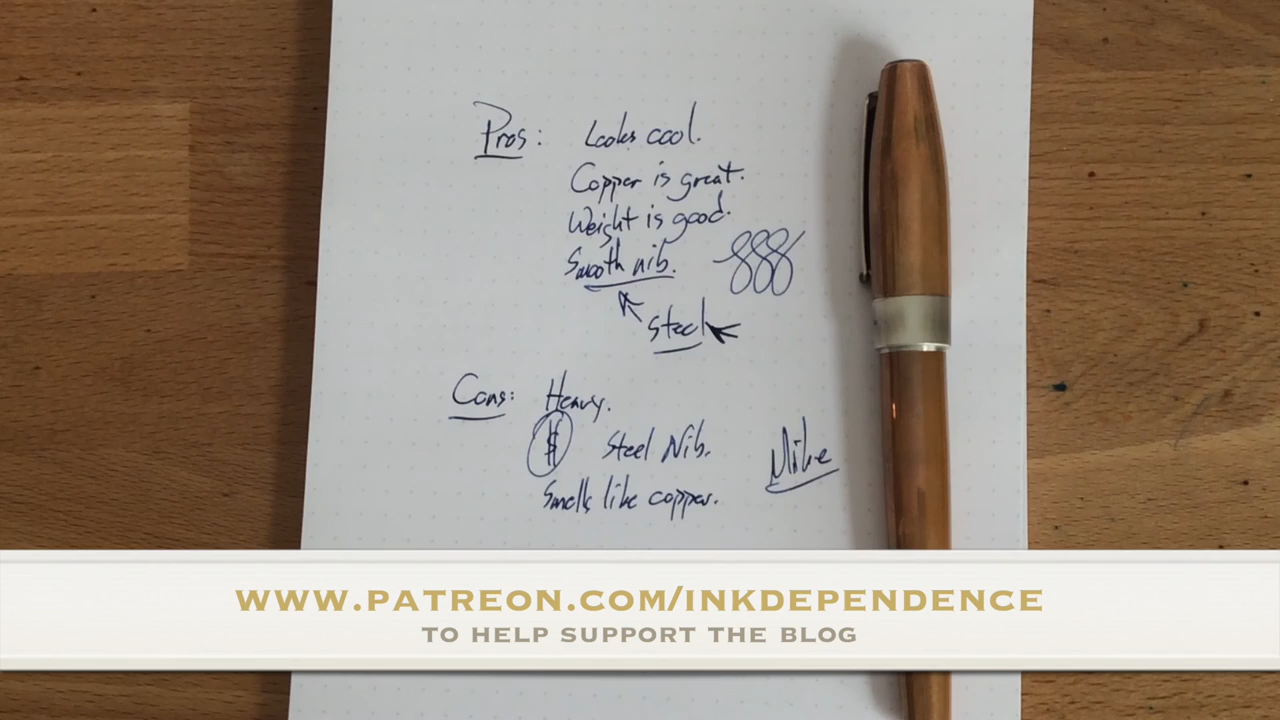 Pros: Looks cool.
Copper is great.
Weight is good.
Smooth nib.
Steel
Cons: Heavy.
$ Steel Nib.
Mike
Smells like copper.
WWW.PATREON.COM/INKDEPENDENCE
TO HELP SUPPORT THE BLOG